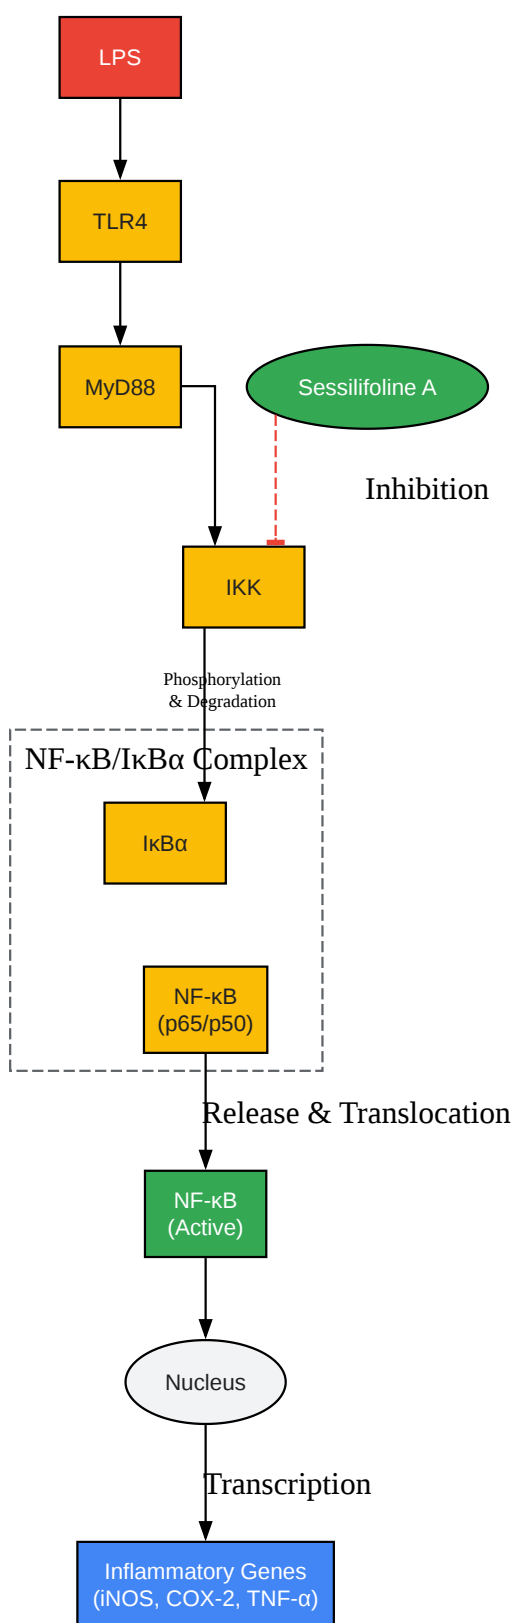 LPS
TLR4
MyD88
Sessilifoline A
Inhibition
IKK
Phosphorylation
& Degradation
NF-κB/IκBα Complex
IκBα
NF-κB
(p65/p50)
Release & Translocation
NF-κB
(Active)
Nucleus
Transcription
Inflammatory Genes
(iNOS, COX-2, TNF-α)